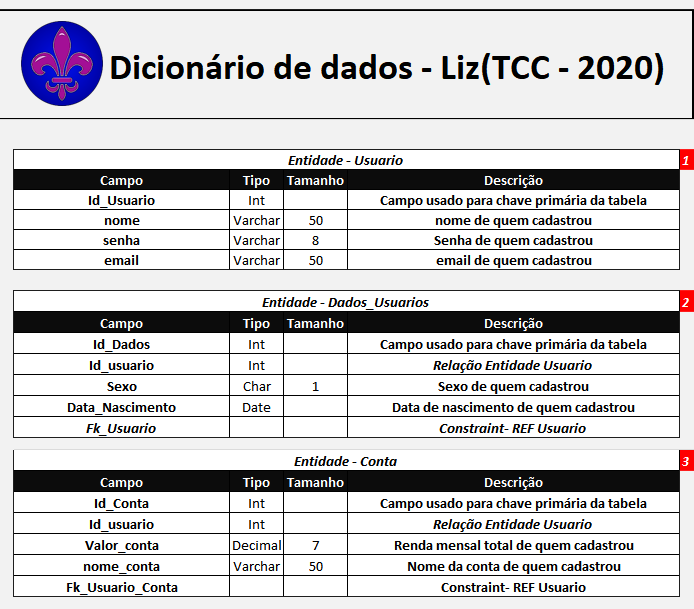 Dicionário de dados - Liz(TCC - 2020)
Entidade - Usuario 1
Campo Tipo Tamanho Descrição
Id_Usuario Int Campo usado para chave primária da tabela
nome Varchar 50 nome de quem cadastrou
senha Varchar 8 Senha de quem cadastrou
email Varchar 50 email de quem cadastrou
Entidade - Dados_Usuarios 2
Campo Tipo Tamanho Descrição
Id_Dados Int Campo usado para chave primária da tabela
Id_usuario Int Relação Entidade Usuario
Sexo Char 1 Sexo de quem cadastrou
Data_Nascimento Date Data de nascimento de quem cadastrou
Fk_Usuario Constraint- REF Usuario
Entidade - Conta 3
Campo Tipo Tamanho Descrição
Id_Conta Int Campo usado para chave primária da tabela
Id_usuario Int Relação Entidade Usuario
Valor_conta Decimal 7 Renda mensal total de quem cadastrou
nome_conta Varchar 50 Nome da conta de quem cadastrou
Fk_Usuario_Conta Constraint- REF Usuario